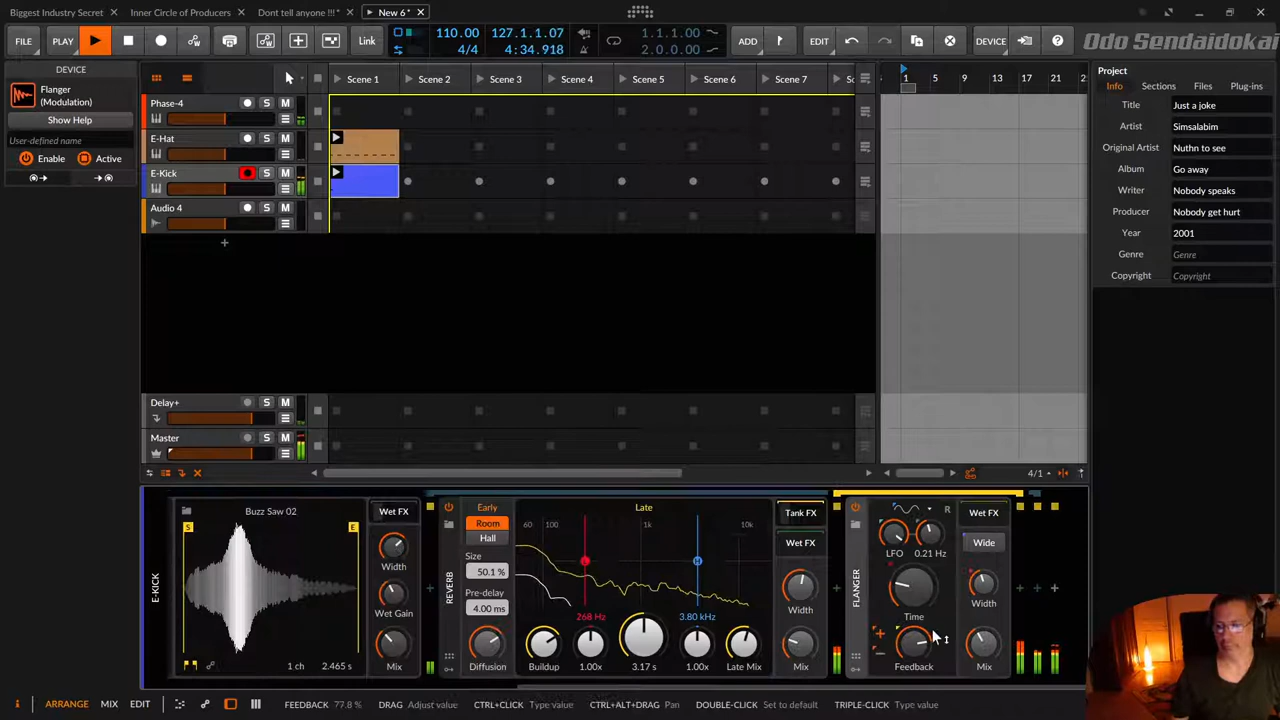 Biggest Industry Secret
Inner Circle of Producers
Dont tell anyone !!!*
New 6*
FILE
PLAY
Link
110.00
4/4
127.1.1.07
4:34.918
1.1.1.00
2.0.0.00
ADD
EDIT
DEVICE
Odo Sendaidokai
DEVICE
Flanger
(Modulation)
Show Help
User-defined name
Enable
Active
Scene 1
Scene 2
Scene 3
Scene 4
Scene 5
Scene 6
Scene 7
Phase-4
S
M
E-Hat
S
M
E-Kick
S
M
Audio 4
S
M
Delay+
S
M
Master
S
M
1
5
9
13
17
21
4/1
Project
Info
Sections
Files
Plug-ins
Title
Just a joke
Artist
Simsalabim
Original Artist
Nuthn to see
Album
Go away
Writer
Nobody speaks
Producer
Nobody get hurt
Year
2001
Genre
Genre
Copyright
Copyright
E-KICK
Buzz Saw 02
S
E
1 ch
2.465 s
Wet FX
Width
Wet Gain
Mix
REVERB
Early
Room
Hall
Size
50.1 %
Pre-delay
4.00 ms
Diffusion
Late
60
100
1k
10k
L
H
268 Hz
3.80 kHz
Buildup
1.00x
3.17 s
1.00x
Late Mix
Tank FX
Wet FX
Width
Mix
FLANGER
R
LFO
0.21 Hz
Time
Feedback
Wet FX
Wide
Width
Mix
i
ARRANGE
MIX
EDIT
FEEDBACK
77.8 %
DRAG
Adjust value
CTRL+CLICK
Type value
CTRL+ALT+DRAG
Pan
DOUBLE-CLICK
Set to default
TRIPLE-CLICK
Type value